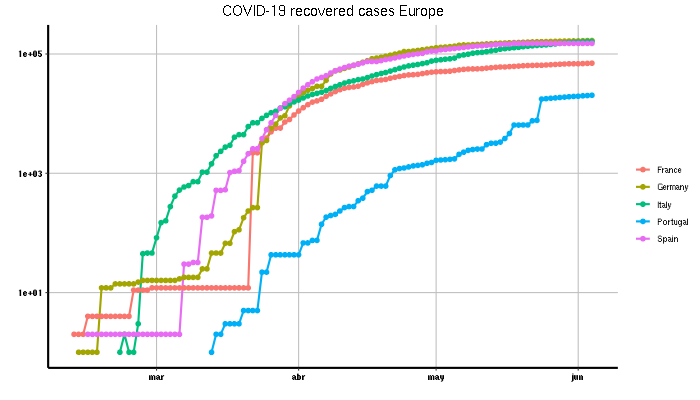 COVID-19 recovered cases Europe
1e+05
1e+03
1e+01
mar
abr
may
jun
France
Germany
Italy
Portugal
Spain